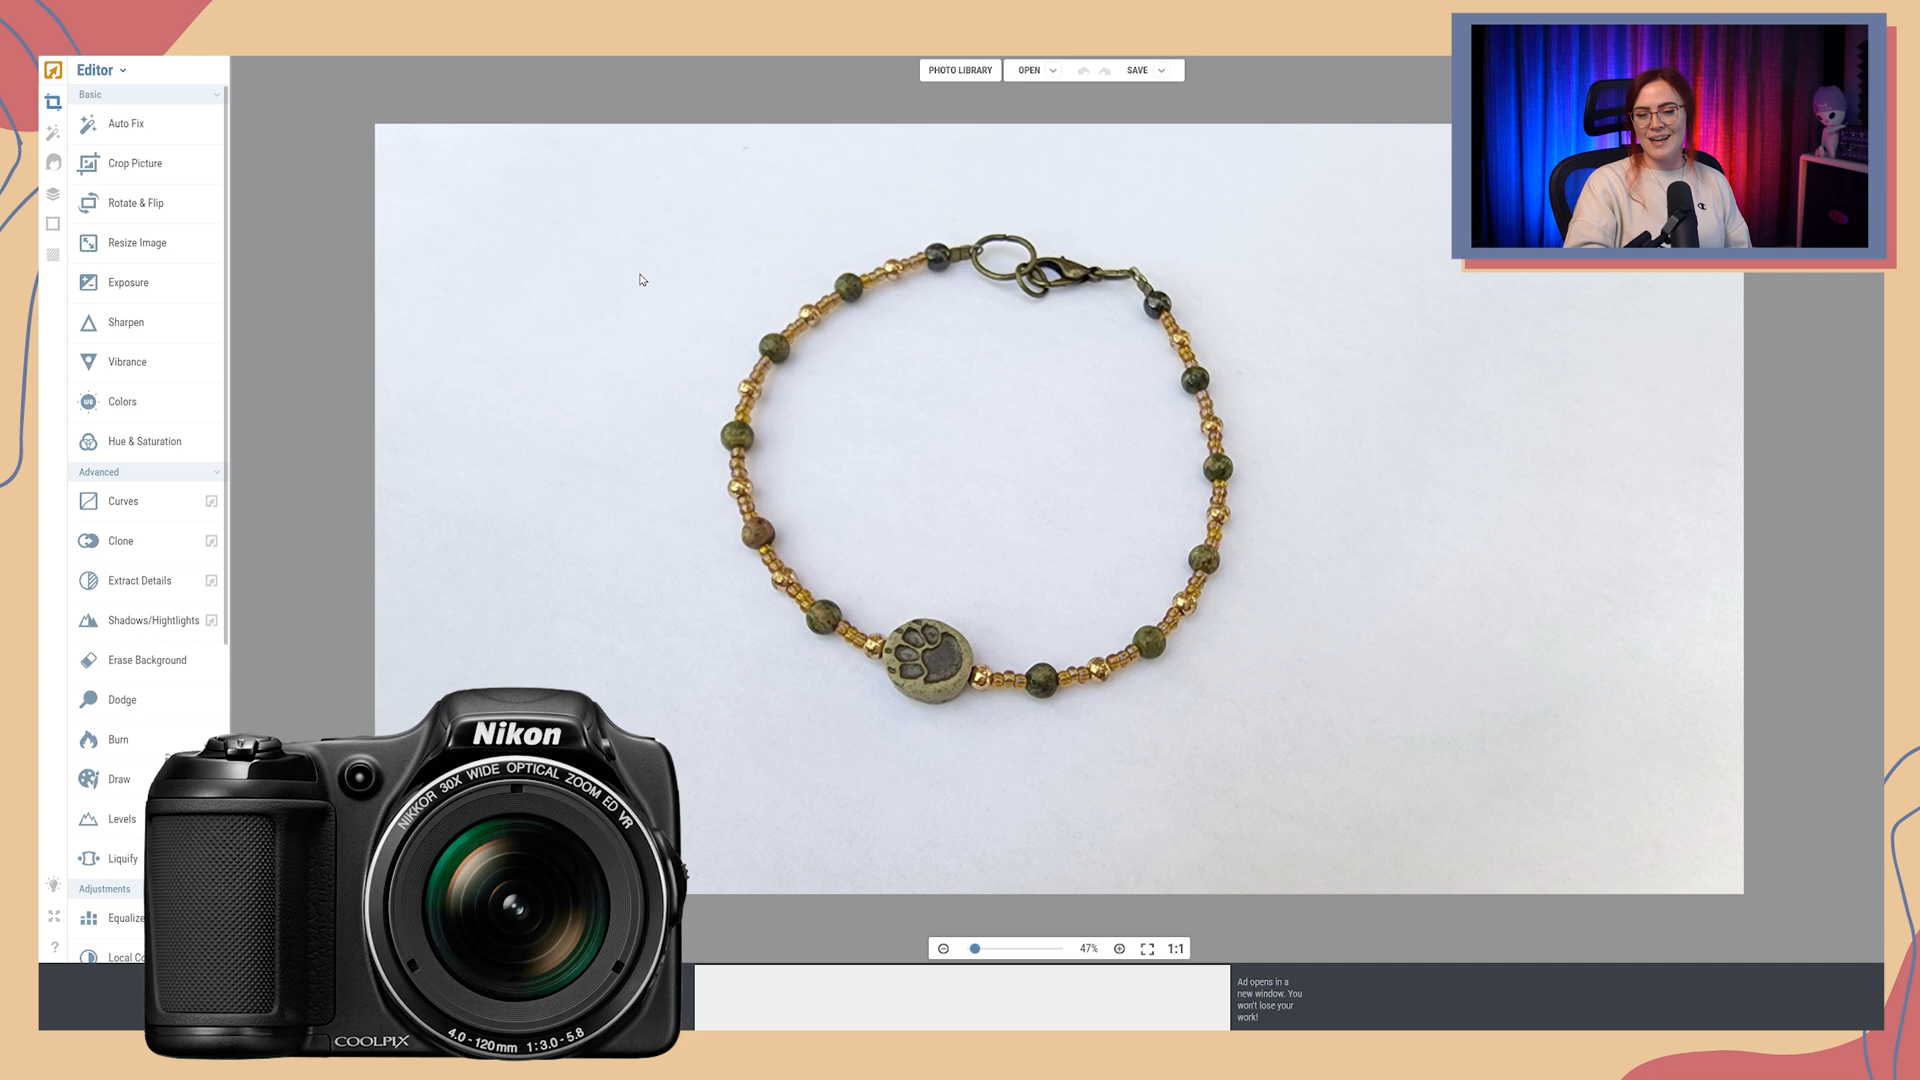 Editor
PHOTO LIBRARY
OPEN
SAVE
Basic
Auto Fix
Crop Picture
Rotate & Flip
Resize Image
Exposure
Sharpen
Vibrance
Colors
Hue & Saturation
Advanced
Curves
Clone
Extract Details
Shadows/Hightlights
Erase Background
Dodge
Burn
Draw
Levels
Liquify
Adjustments
Equalize
Local Co
?
Nikon
NIKKOR 30X WIDE OPTICAL ZOOM ED VR
4.0-120mm 1:3.0-5.8
COOLPIX
47%
1:1
Ad opens in a
new window. You
won't lose your
work!